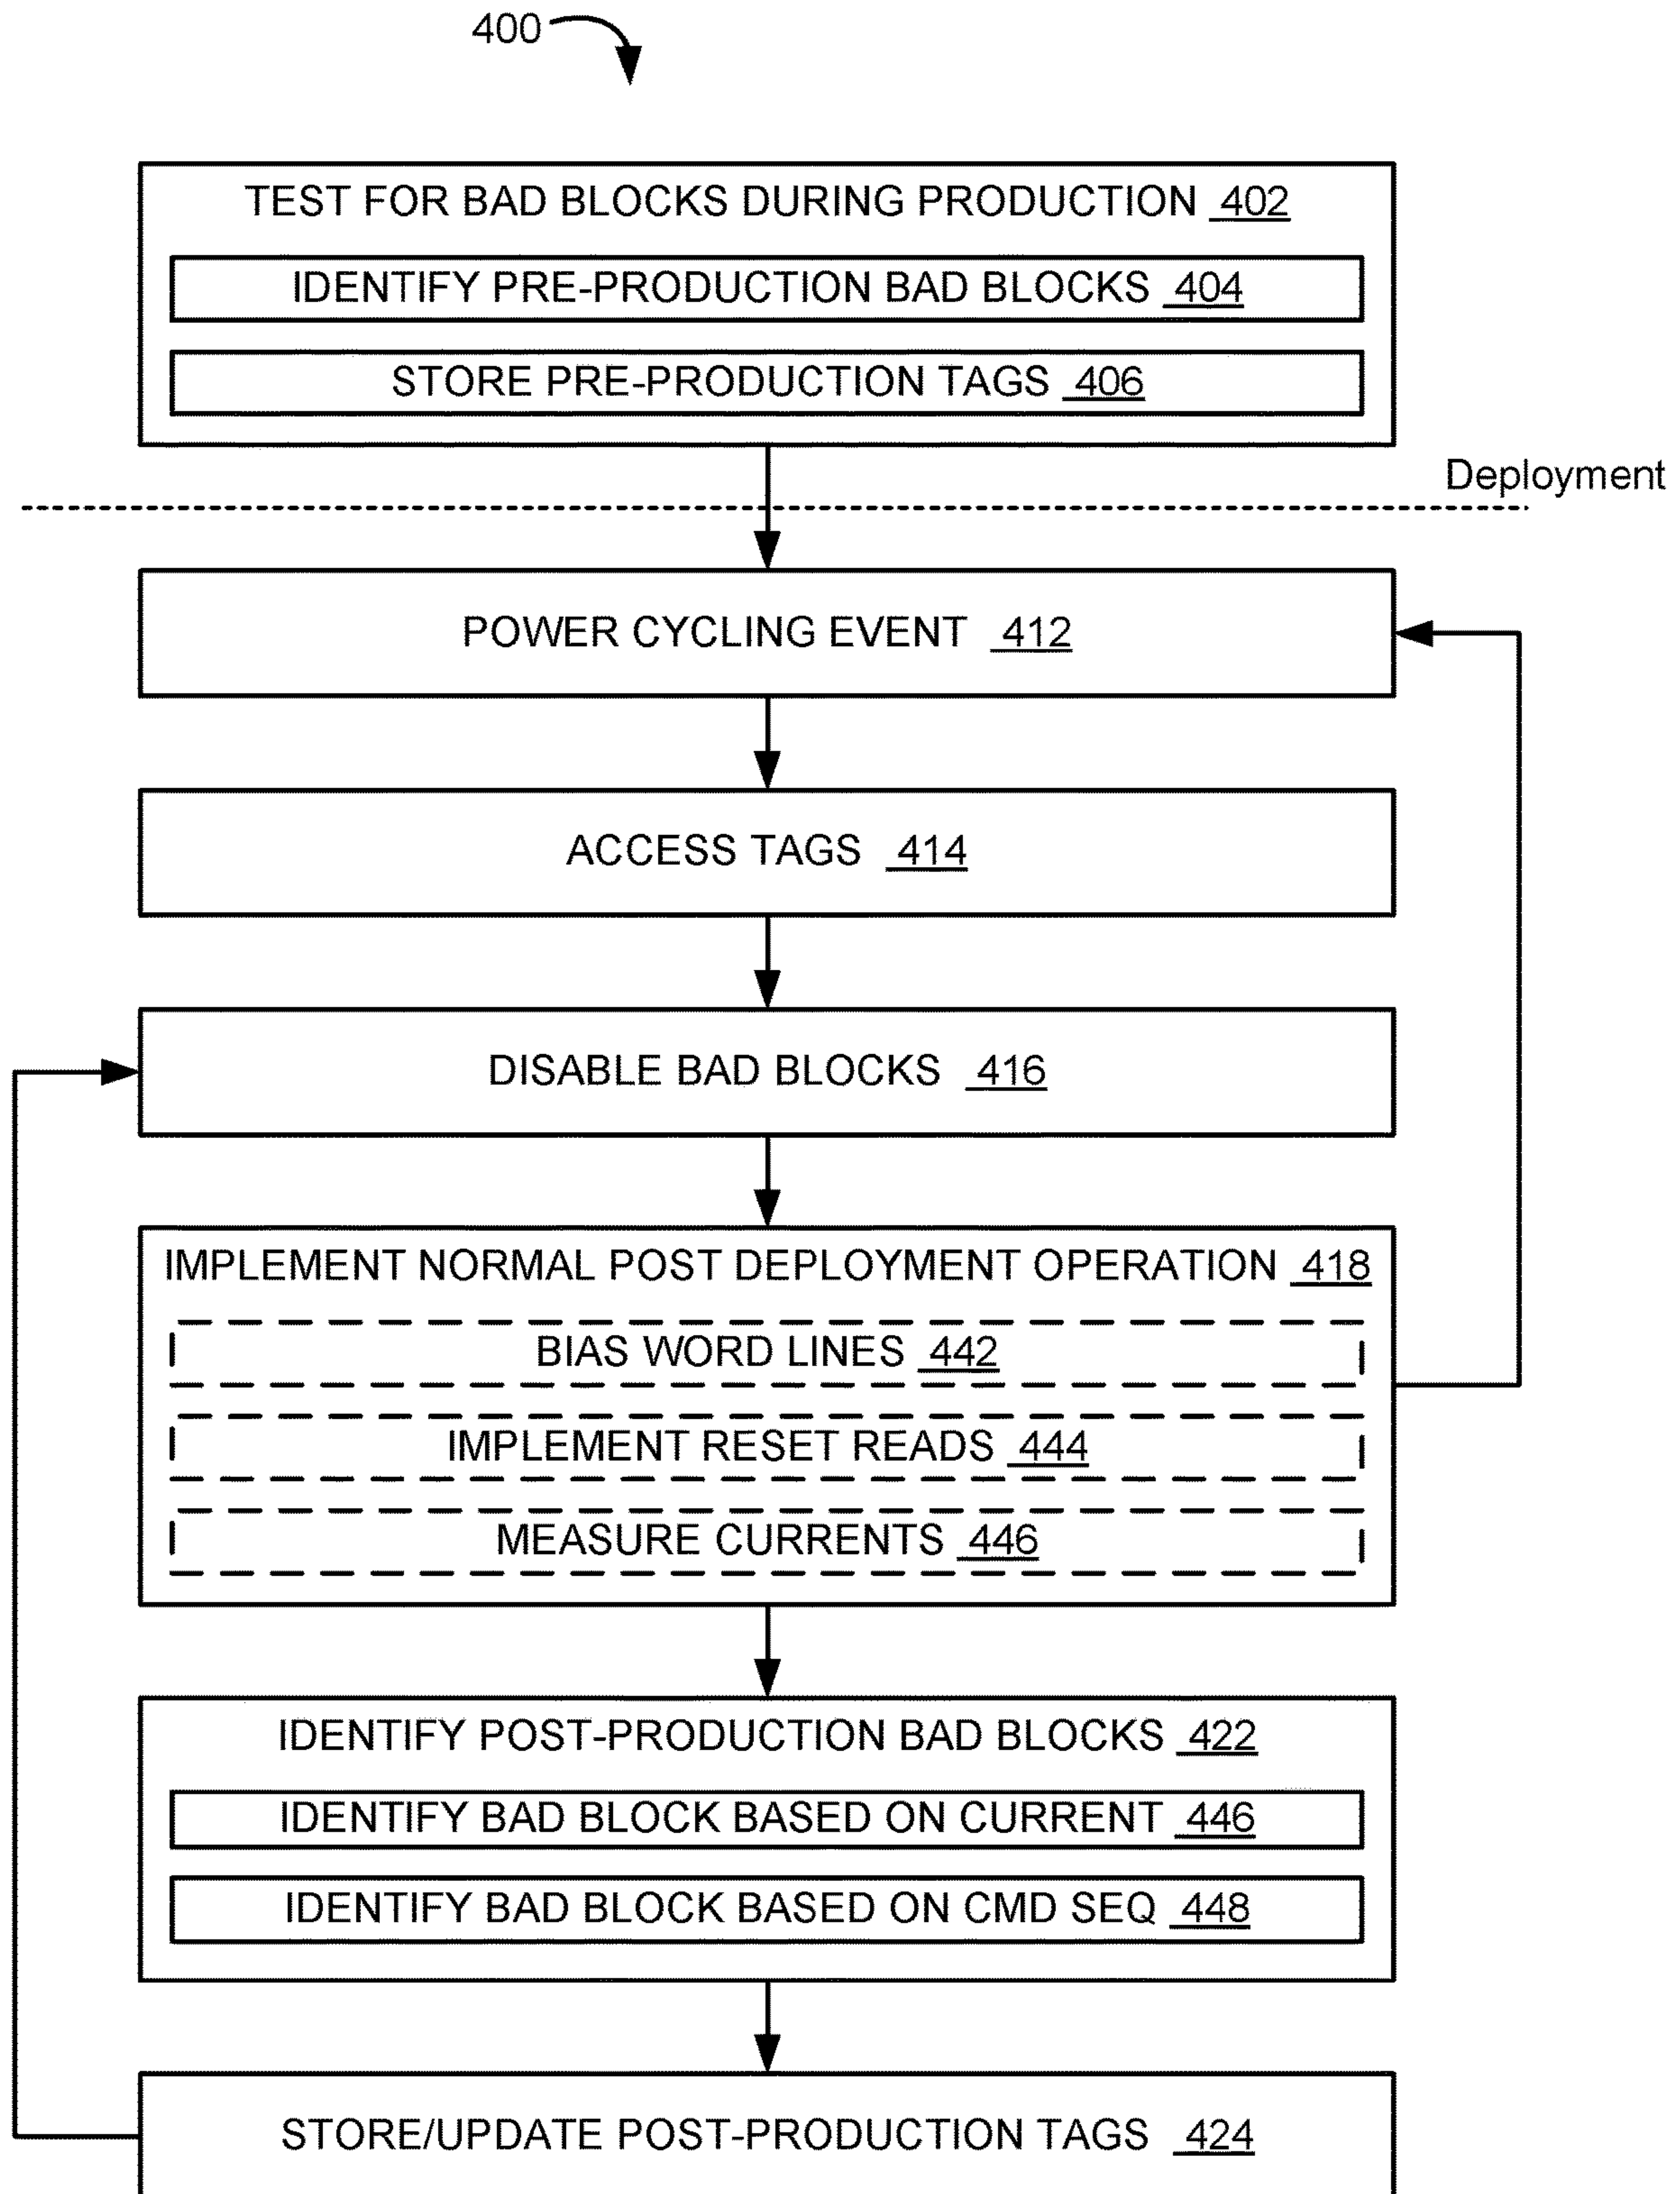 400
TEST FOR BAD BLOCKS DURING PRODUCTION 402
IDENTIFY PRE-PRODUCTION BAD BLOCKS 404
STORE PRE-PRODUCTION TAGS 406
Deployment
POWER CYCLING EVENT 412
ACCESS TAGS 414
DISABLE BAD BLOCKS 416
IMPLEMENT NORMAL POST DEPLOYMENT OPERATION 418
BIAS WORD LINES 442
IMPLEMENT RESET READS 444
MEASURE CURRENTS 446
IDENTIFY POST-PRODUCTION BAD BLOCKS 422
IDENTIFY BAD BLOCK BASED ON CURRENT 446
IDENTIFY BAD BLOCK BASED ON CMD SEQ 448
STORE/UPDATE POST-PRODUCTION TAGS 424